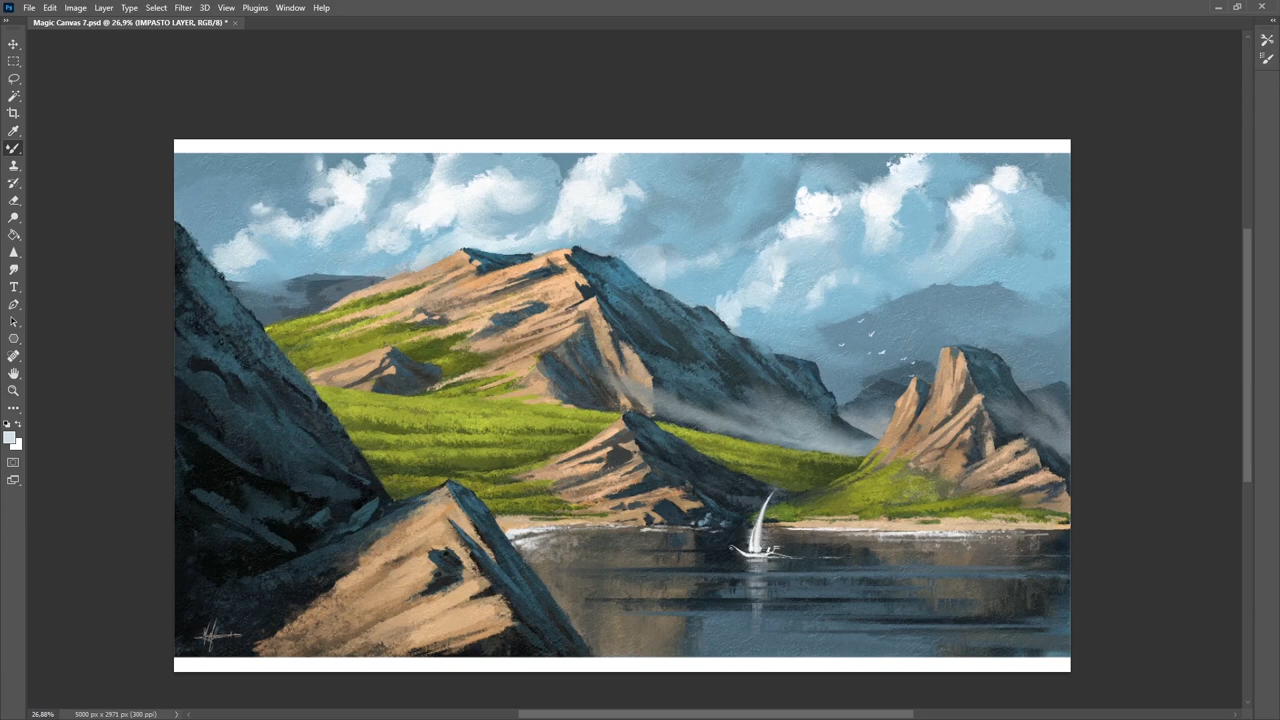 Ps File Edit Image Layer Type Select Filter 3D View Plugins Window Help
Magic Canvas 7.psd @ 26,9% (IMPASTO LAYER, RGB/8) *
T
26,88% 5000 px x 2971 px (300 ppi)